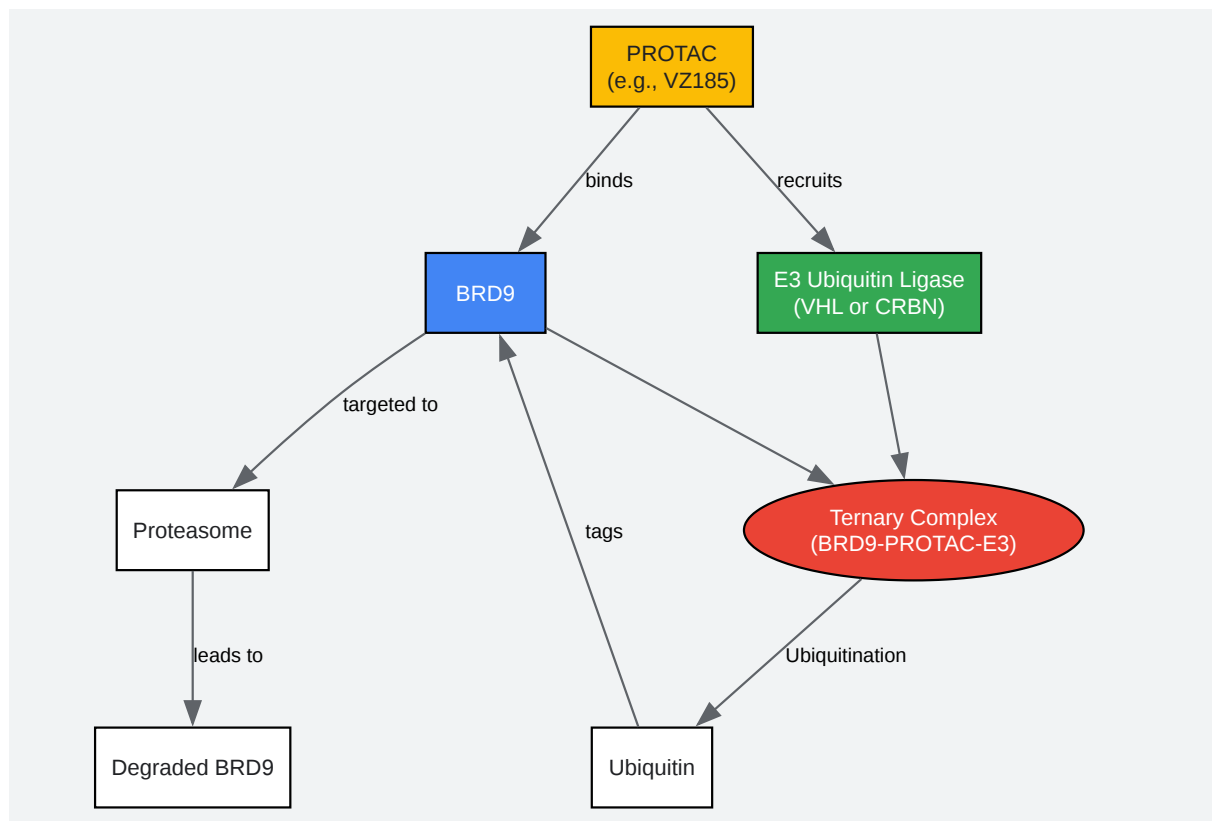 PROTAC
(e.g., VZ185)
binds
recruits
BRD9
E3 Ubiquitin Ligase
(VHL or CRBN)
targeted to
Proteasome
tags
Ternary Complex
(BRD9-PROTAC-E3)
leads to
Ubiquitination
Degraded BRD9
Ubiquitin